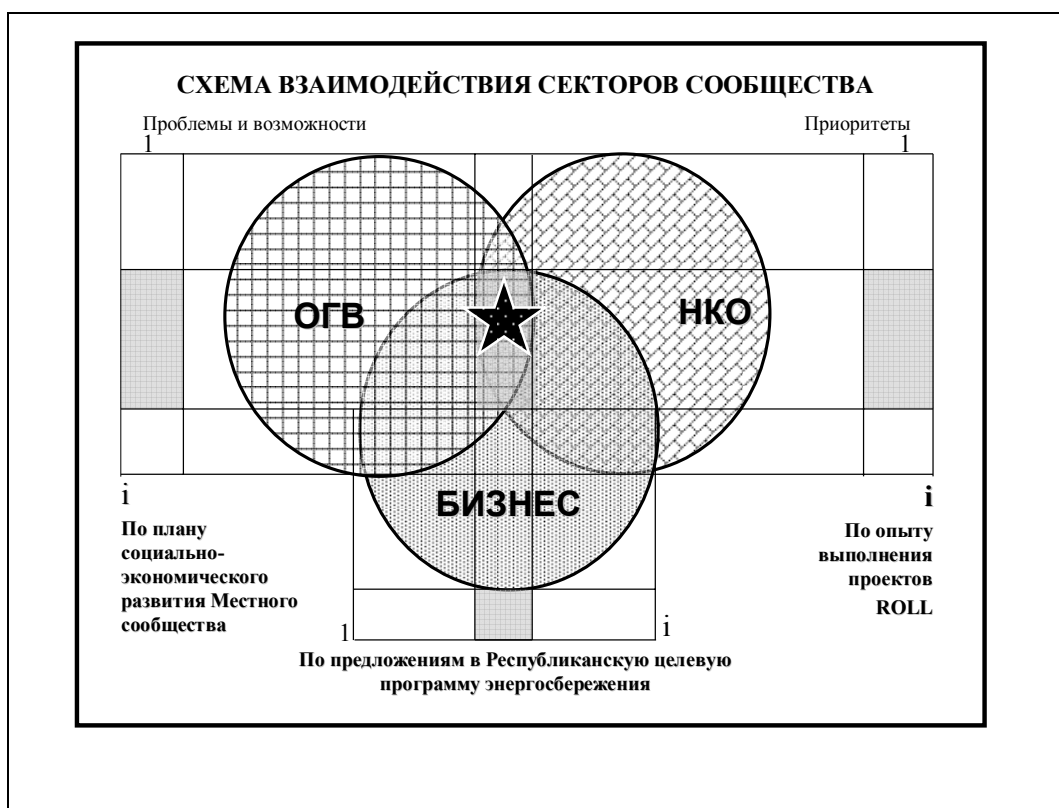 СХЕМА ВЗАИМОДЕЙСТВИЯ СЕКТОРОВ СООБЩЕСТВА
Проблемы и возможности
Приоритеты
1
1
ОГВ
НКО
БИЗНЕС
i
i
По плану
социально-
экономического
развития Местного
сообщества
По опыту
выполнения
проектов
ROLL
1
i
По предложениям в Республиканскую целевую
программу энергосбережения